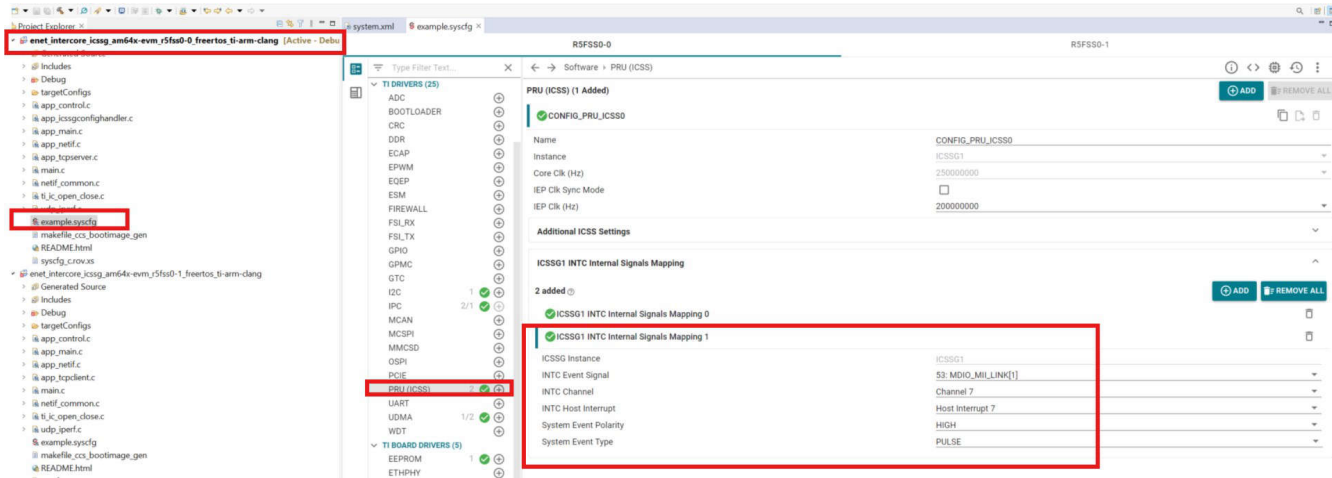 Project Explorer
system.xml
example.syscfg
enet_intercore_icssg_am64x-evm_r5fss0-0_freertos_ti-arm-clang [Active - Debu
Generated Source
Includes
Debug
targetConfigs
app_control.c
app_icssgconfighandler.c
app_main.c
app_netif.c
app_tcpserver.c
main.c
netif_common.c
ti_ic_open_close.c
udp_iperf.c
example.syscfg
makefile_ccs_bootimage_gen
README.html
syscfg_c.rov.xs
enet_intercore_icssg_am64x-evm_r5fss0-1_freertos_ti-arm-clang
Generated Source
Includes
Debug
targetConfigs
app_control.c
app_main.c
app_netif.c
app_tcpclient.c
main.c
netif_common.c
ti_ic_open_close.c
udp_iperf.c
example.syscfg
makefile_ccs_bootimage_gen
README.html
R5FSS0-0
R5FSS0-1
Type Filter Text...
TI DRIVERS (25)
ADC
BOOTLOADER
CRC
DDR
ECAP
EPWM
EQEP
ESM
FIREWALL
FSI_RX
FSI_TX
GPIO
GPMC
GTC
I2C 1
IPC 2/1
MCAN
MCSPI
MMCSD
OSPI
PCIE
PRU (ICSS) 2
UART
UDMA 1/2
WDT
TI BOARD DRIVERS (5)
EEPROM 1
ETHPHY
Software PRU (ICSS)
PRU (ICSS) (1 Added)
ADD
REMOVE ALL
CONFIG_PRU_ICSS0
Name CONFIG_PRU_ICSS0
Instance ICSSG1
Core Clk (Hz) 250000000
IEP Clk Sync Mode
IEP Clk (Hz) 200000000
Additional ICSS Settings
ICSSG1 INTC Internal Signals Mapping
2 added
ADD
REMOVE ALL
ICSSG1 INTC Internal Signals Mapping 0
ICSSG1 INTC Internal Signals Mapping 1
ICSSG Instance ICSSG1
INTC Event Signal 53: MDIO_MII_LINK[1]
INTC Channel Channel 7
INTC Host Interrupt Host Interrupt 7
System Event Polarity HIGH
System Event Type PULSE